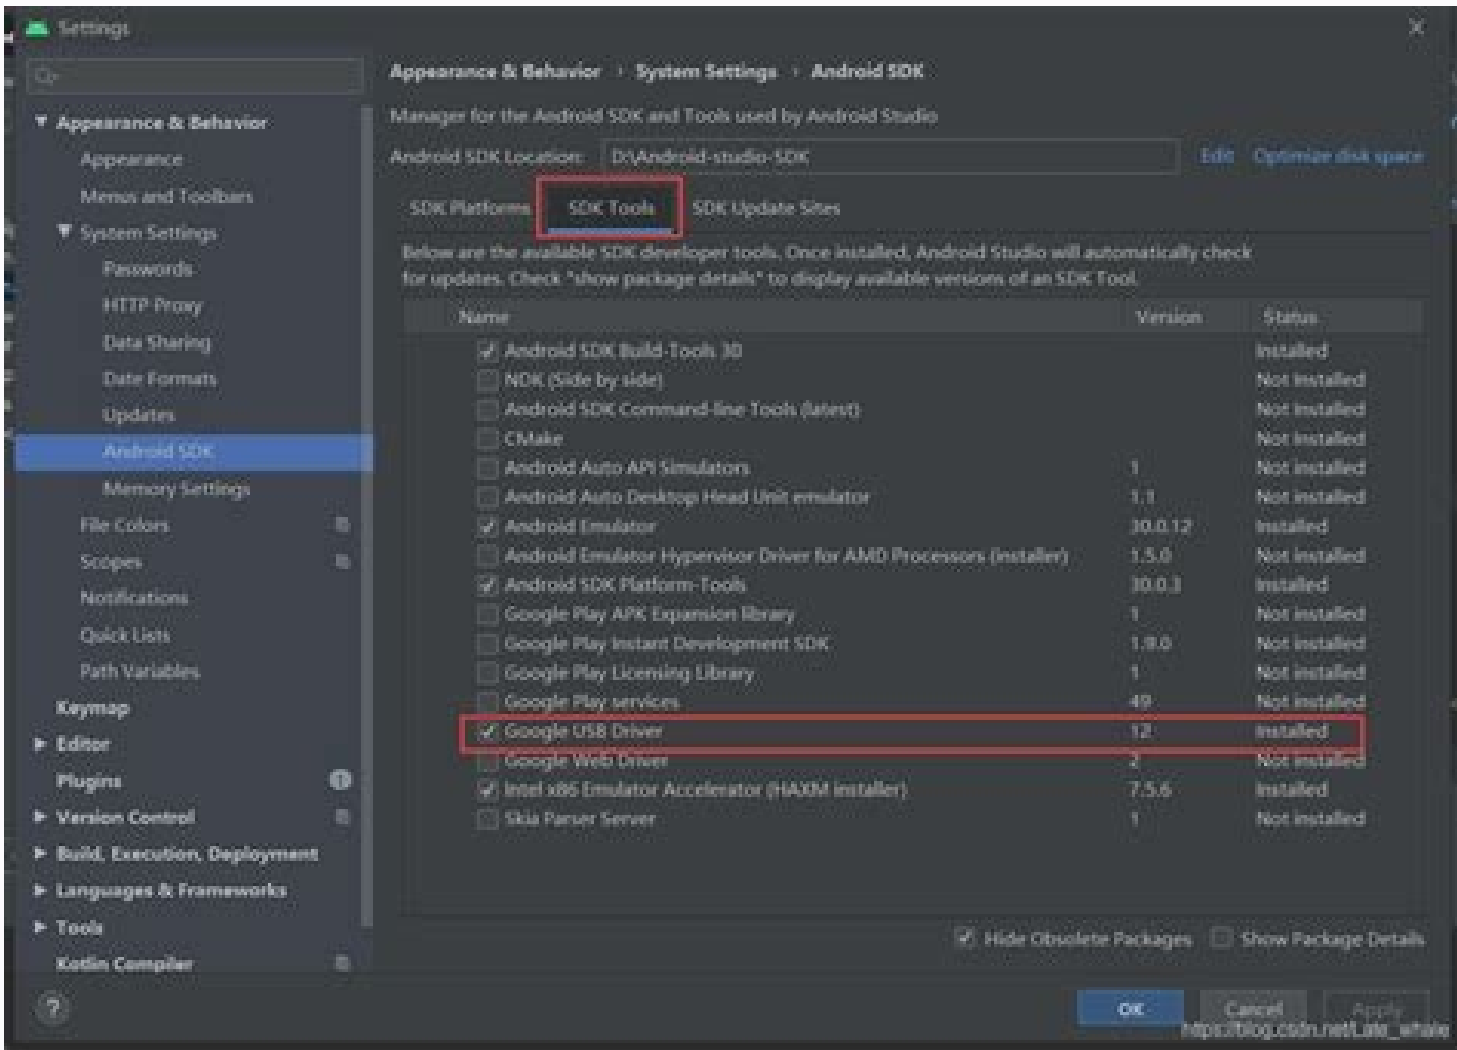 Settings
Appearance & Behavior › System Settings › Android SDK
Manager for the Android SDK and Tools used by Android Studio
Android SDK Location: D:\Android-studio-SDK Edit Optimize disk space
SDK Platforms SDK Tools SDK Update Sites
Below are the available SDK developer tools. Once installed, Android Studio will automatically check
for updates. Check "show package details" to display available versions of an SDK Tool.
Name Version Status
Android SDK Build-Tools 30 Installed
NDK (Side by side) Not Installed
Android SDK Command-line Tools (latest) Not Installed
CMake Not Installed
Android Auto API Simulators 1 Not installed
Android Auto Desktop Head Unit emulator 1.1 Not installed
Android Emulator 30.0.12 Installed
Android Emulator Hypervisor Driver for AMD Processors (installer) 1.5.0 Not installed
Android SDK Platform-Tools 30.0.3 Installed
Google Play APK Expansion library 1 Not installed
Google Play Instant Development SDK 1.9.0 Not installed
Google Play Licensing Library 1 Not installed
Google Play services 49 Not installed
Google USB Driver 12 Installed
Google Web Driver 2 Not installed
Intel x86 Emulator Accelerator (HAXM installer) 7.5.6 Installed
Skia Parser Server 1 Not installed
Hide Obsolete Packages Show Package Details
Appearance & Behavior
Appearance
Menus and Toolbars
System Settings
Passwords
HTTP Proxy
Data Sharing
Date Formats
Updates
Android SDK
Memory Settings
File Colors
Scopes
Notifications
Quick Lists
Path Variables
Keymap
Editor
Plugins 1
Version Control
Build, Execution, Deployment
Languages & Frameworks
Tools
Kotlin Compiler
? OK Cancel Apply
https://blog.csdn.net/Late_whale